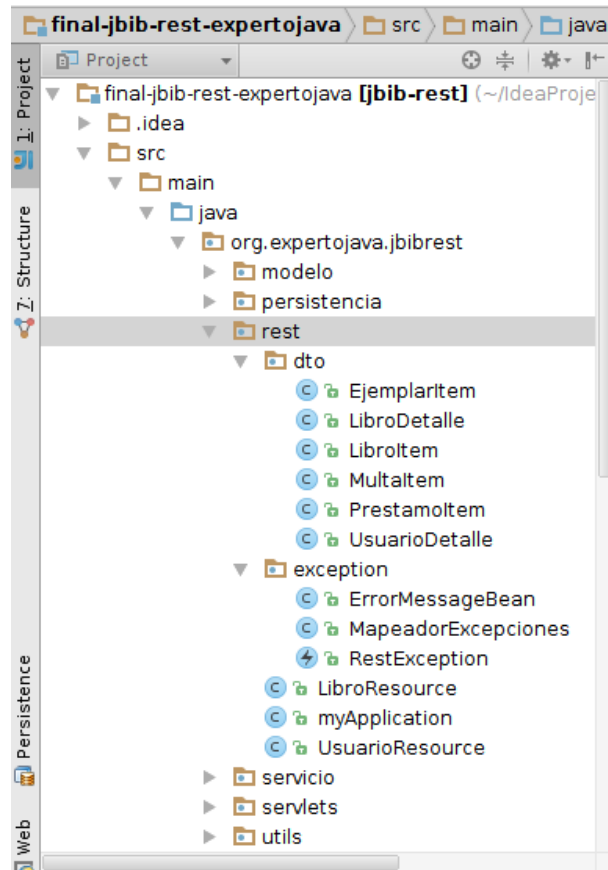 final-jbib-rest-expertojava src main java
Project
1: Project
7: Structure
Persistence
Web
final-jbib-rest-expertojava [jbib-rest] (~/IdeaProje
.idea
src
main
java
org.expertojava.jbibrest
modelo
persistencia
rest
dto
EjemplarItem
LibroDetalle
LibroItem
MultaItem
PrestamoItem
UsuarioDetalle
exception
ErrorMessageBean
MapeadorExcepciones
RestException
LibroResource
myApplication
UsuarioResource
servicio
servlets
utils